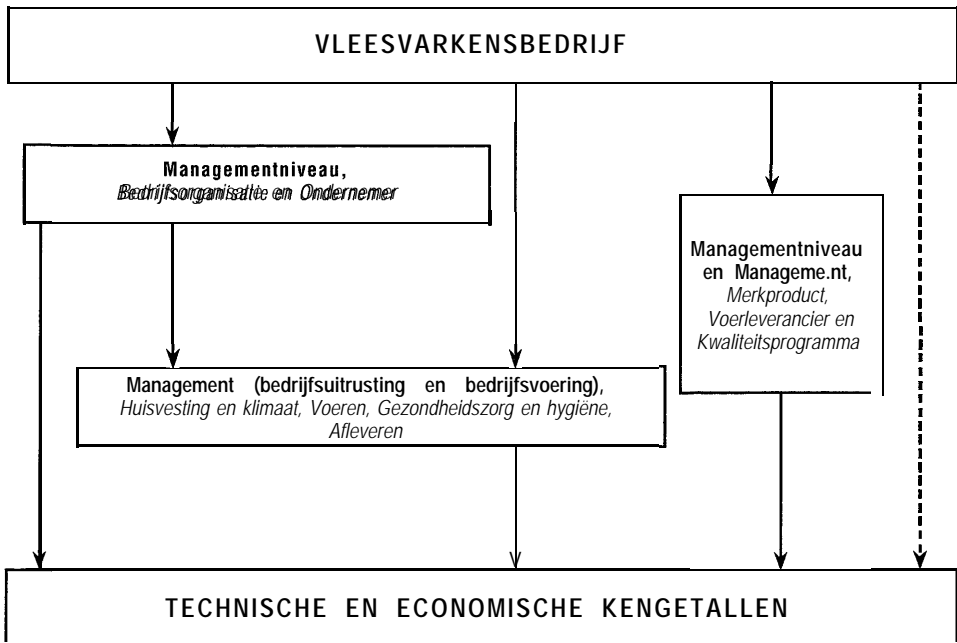 VLEESVARKENSBEDRIJF
Managementniveau,
Bedrijfsorganisatie en Ondernemer
Managementniveau
en Manageme.nt,
Merkproduct,
Voerleverancier en
Kwaliteitsprogramma
Management (bedrijfsuitrusting en bedrijfsvoering),
Huisvesting en klimaat, Voeren, Gezondheidszorg en hygiëne,
Afleveren
TECHNISCHE EN ECONOMISCHE KENGETALLEN